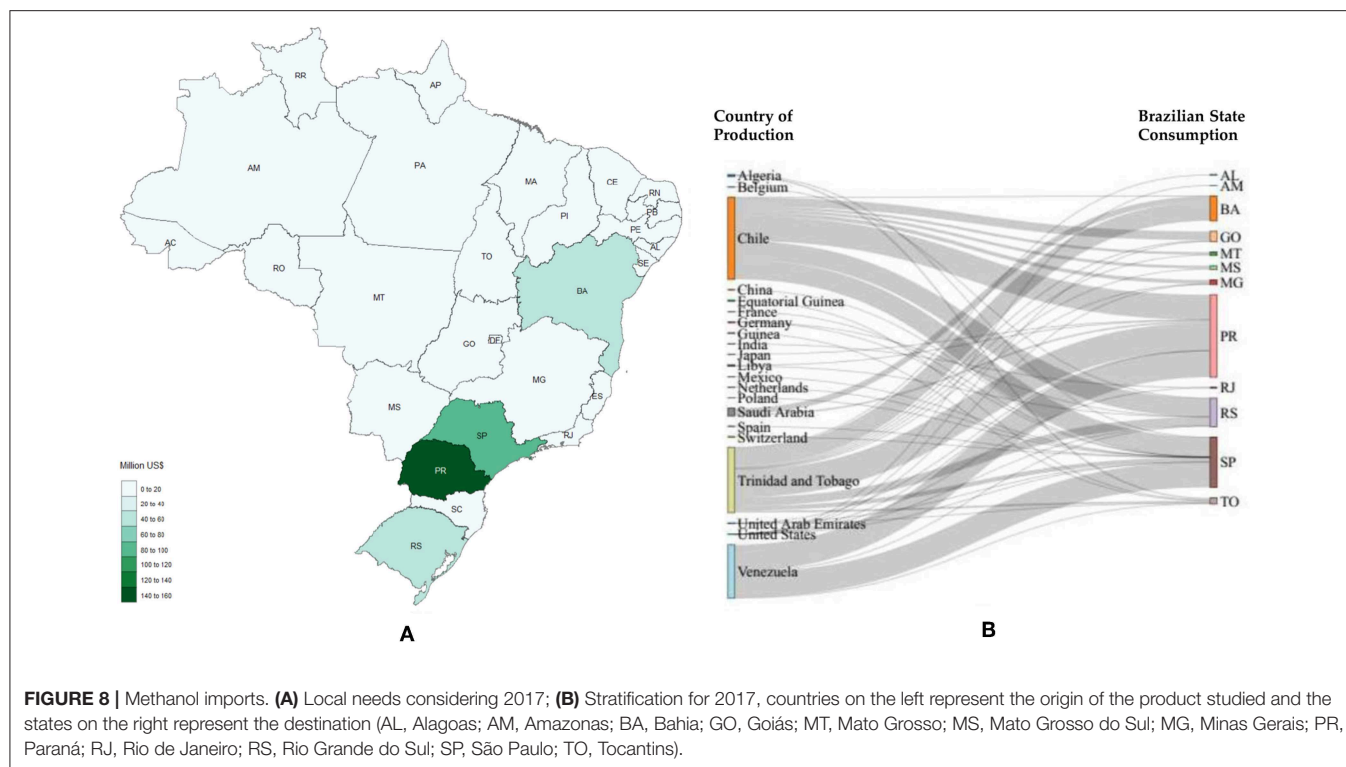 RR
AP
AM
PA
MA
CE
RN
PB
PI
PE
AL
SE
AC
RO
TO
BA
MT
GO
DF
MG
ES
MS
SP
RJ
PR
SC
RS
Million US$
0 to 20
20 to 40
40 to 60
60 to 80
80 to 100
100 to 120
120 to 140
140 to 160
A
Country of
Production
Algeria
Belgium
Chile
China
Equatorial Guinea
France
Germany
Guinea
India
Japan
Libya
Mexico
Netherlands
Poland
Saudi Arabia
Spain
Switzerland
Trinidad and Tobago
United Arab Emirates
United States
Venezuela
Brazilian State
Consumption
AL
AM
BA
GO
MT
MS
MG
PR
RJ
RS
SP
TO
B
FIGURE 8 | Methanol imports. (A) Local needs considering 2017; (B) Stratification for 2017, countries on the left represent the origin of the product studied and the
states on the right represent the destination (AL, Alagoas; AM, Amazonas; BA, Bahia; GO, Goiás; MT, Mato Grosso; MS, Mato Grosso do Sul; MG, Minas Gerais; PR,
Paraná; RJ, Rio de Janeiro; RS, Rio Grande do Sul; SP, São Paulo; TO, Tocantins).